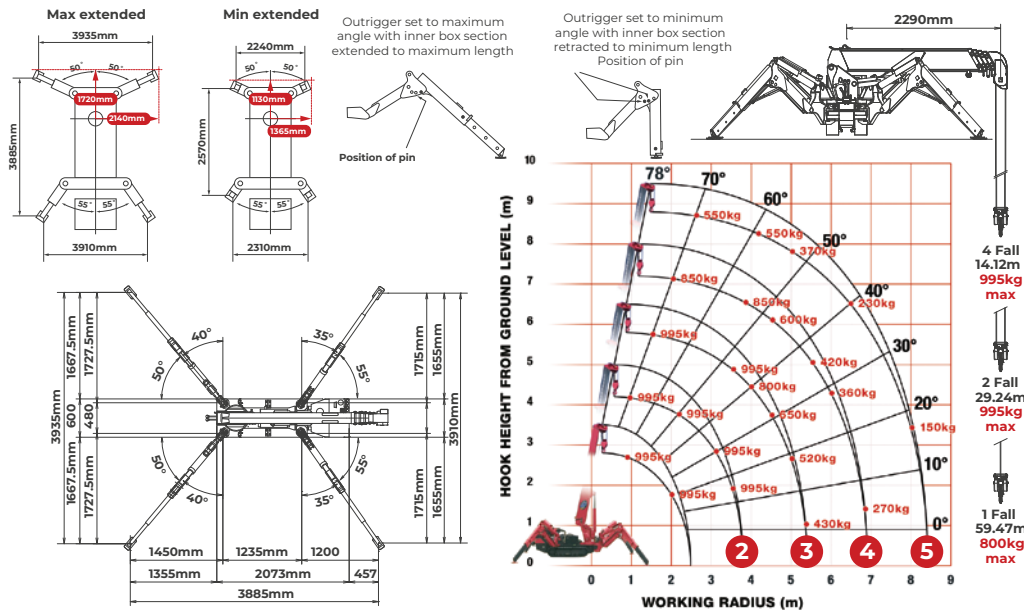 Max extended
3935mm
50°
50°
1720mm
2140mm
3885mm
55°
55°
3910mm
Min extended
2240mm
50°
50°
1130mm
1365mm
2570mm
55°
55°
2310mm
Outrigger set to maximum
angle with inner box section
extended to maximum length
Position of pin
Outrigger set to minimum
angle with inner box section
retracted to minimum length
Position of pin
2290mm
4 Fall
14.12m
995kg
max
2 Fall
29.24m
995kg
max
1 Fall
59.47m
800kg
max
3935mm
1667.5mm
600
1667.5mm
1727.5mm
480
1727.5mm
40°
50°
35°
55°
50°
40°
55°
35°
1715mm
1655mm
3910mm
1715mm
1655mm
1450mm
1235mm
1200
1355mm
2073mm
457
3885mm
HOOK HEIGHT FROM GROUND LEVEL (m)
10
9
8
7
6
5
4
3
2
1
0
78°
70°
60°
50°
40°
30°
20°
10°
0°
550kg
550kg
370kg
230kg
150kg
850kg
850kg
600kg
420kg
360kg
270kg
995kg
995kg
800kg
550kg
520kg
430kg
995kg
995kg
995kg
995kg
995kg
995kg
2
3
4
5
0
1
2
3
4
5
6
7
8
9
WORKING RADIUS (m)